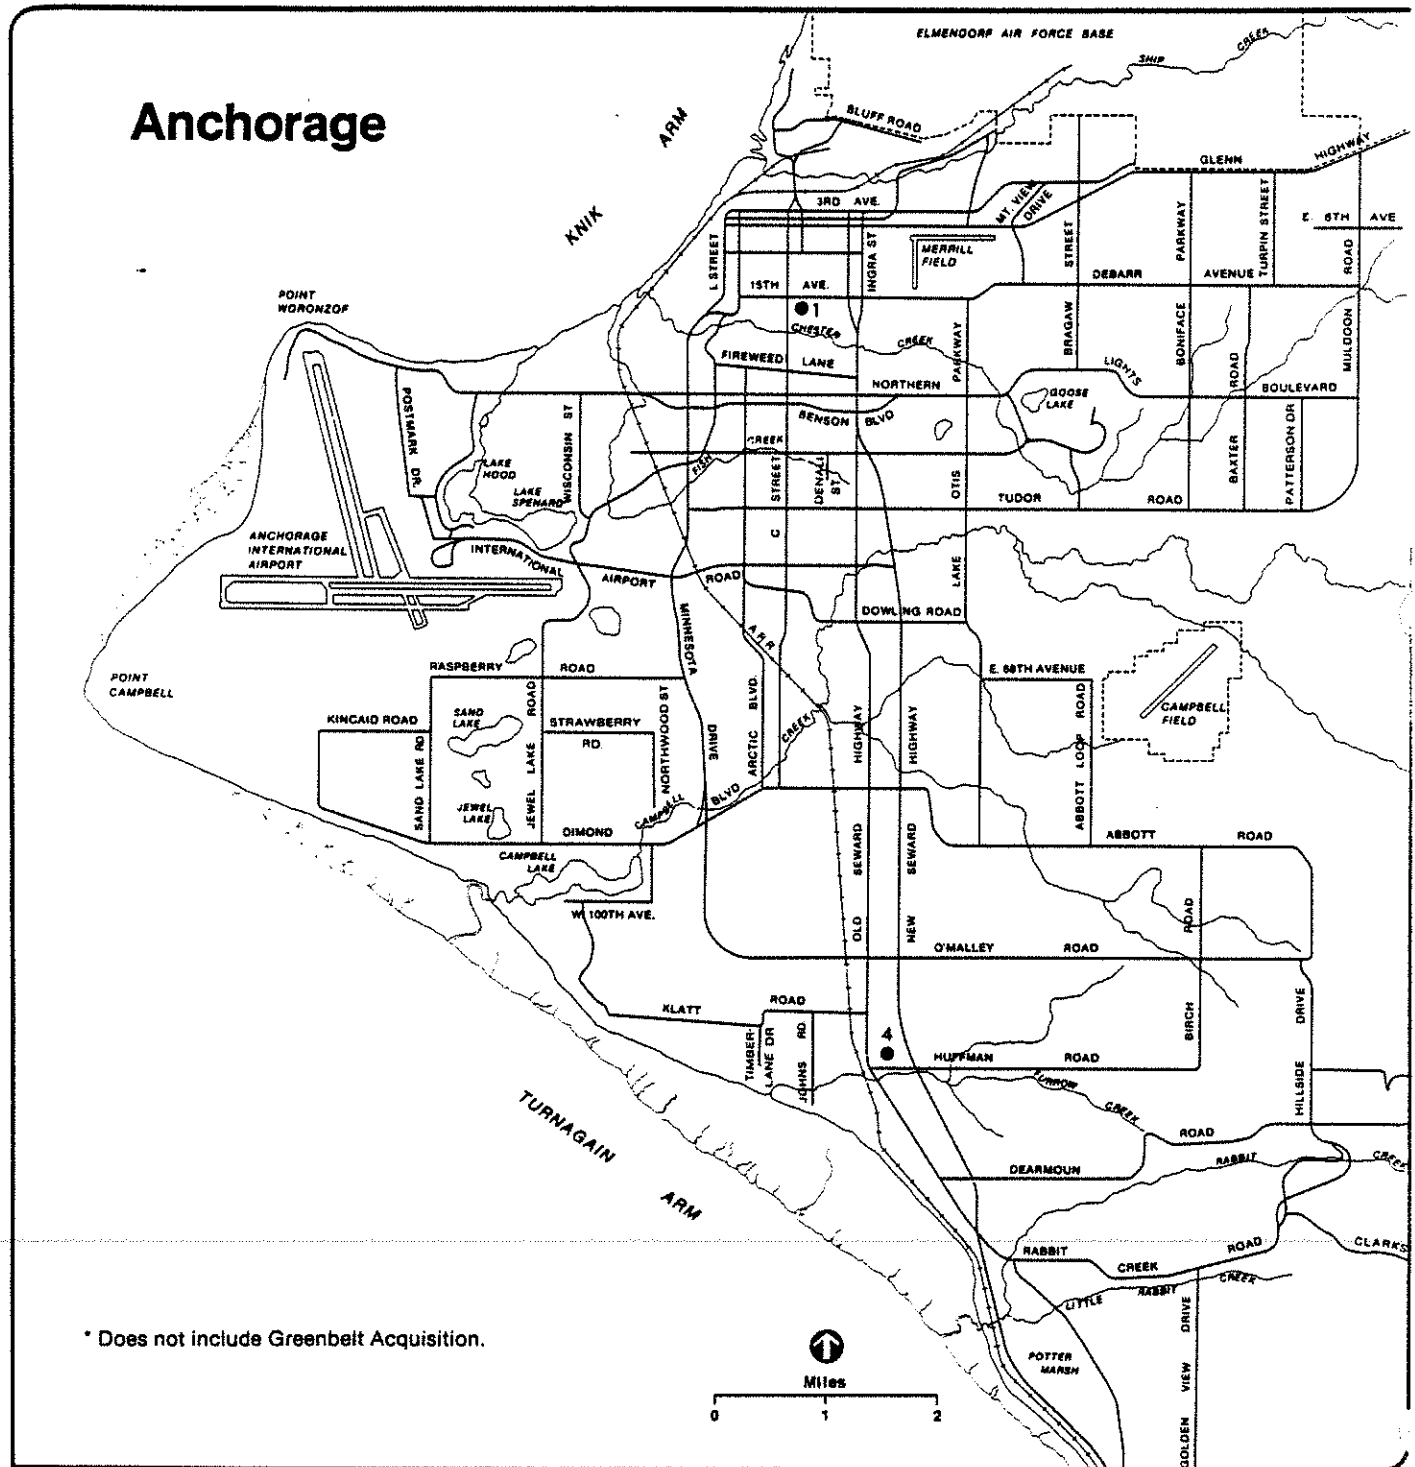 ELMENDORF AIR FORCE BASE
SHIP CREEK
Anchorage
KNIK ARM
BLUFF ROAD
GLENN HIGHWAY
3RD AVE.
MT. VIEW DRIVE
E. 6TH AVE
L STREET
INGRA ST
MERRILL
FIELD
BRAGAW STREET
BONIFACE PARKWAY
TURPIN STREET
MULDOON ROAD
DEBARR AVENUE
15TH AVE.
1
POINT
WORONZOF
CHESTER CREEK
FIREWEED LANE
NORTHERN LIGHTS BOULEVARD
BENSON BLVD
GOOSE
LAKE
POSTMARK DR.
WISCONSIN ST
LAKE
HOOD
LAKE
SPENARD
FISH CREEK
C STREET
DENALI
ST.
LAKE OTIS PARKWAY
BAXTER ROAD
PATTERSON DR
TUDOR ROAD
ANCHORAGE
INTERNATIONAL
AIRPORT
INTERNATIONAL AIRPORT ROAD
DOWLING ROAD
A R R
MINNESOTA DRIVE
RASPBERRY ROAD
E. 68TH AVENUE
POINT
CAMPBELL
CAMPBELL
FIELD
KINCAID ROAD
SAND
LAKE
STRAWBERRY
RD.
SAND LAKE RD
JEWEL LAKE ROAD
NORTHWOOD ST
ARCTIC BLVD.
CAMPBELL CREEK
OLD SEWARD HIGHWAY
NEW SEWARD HIGHWAY
ABBOTT LOOP ROAD
JEWEL
LAKE
DIMOND BLVD
ABBOTT ROAD
CAMPBELL
LAKE
W. 100TH AVE.
O'MALLEY ROAD
BIRCH ROAD
HILLSIDE DRIVE
KLATT ROAD
TIMBER-
LANE DR
JOHNS RD.
4
HUFFMAN ROAD
FURROW CREEK
TURNAGAIN ARM
DEARMOUN ROAD
RABBIT CREEK
RABBIT CREEK ROAD
CLARKS
LITTLE RABBIT CREEK
GOLDEN VIEW DRIVE
POTTER
MARSH
* Does not include Greenbelt Acquisition.
Miles
0 1 2